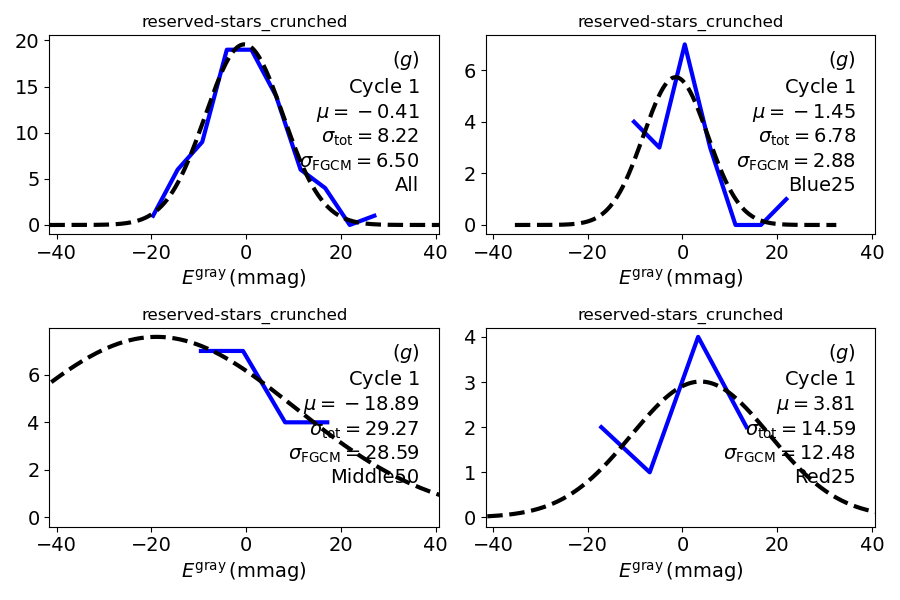 reserved-stars_crunched
20
15
10
5
0
(g)
Cycle 1
μ = −0.41
σtot = 8.22
σFGCM = 6.50
All
−40 −20 0 20 40
E^gray (mmag)
reserved-stars_crunched
6
4
2
0
(g)
Cycle 1
μ = −1.45
σtot = 6.78
σFGCM = 2.88
Blue25
−40 −20 0 20 40
E^gray (mmag)
reserved-stars_crunched
6
4
2
0
(g)
Cycle 1
μ = −18.89
σtot = 29.27
σFGCM = 28.59
Middle50
−40 −20 0 20 40
E^gray (mmag)
reserved-stars_crunched
4
3
2
1
0
(g)
Cycle 1
μ = 3.81
σtot = 14.59
σFGCM = 12.48
Red25
−40 −20 0 20 40
E^gray (mmag)